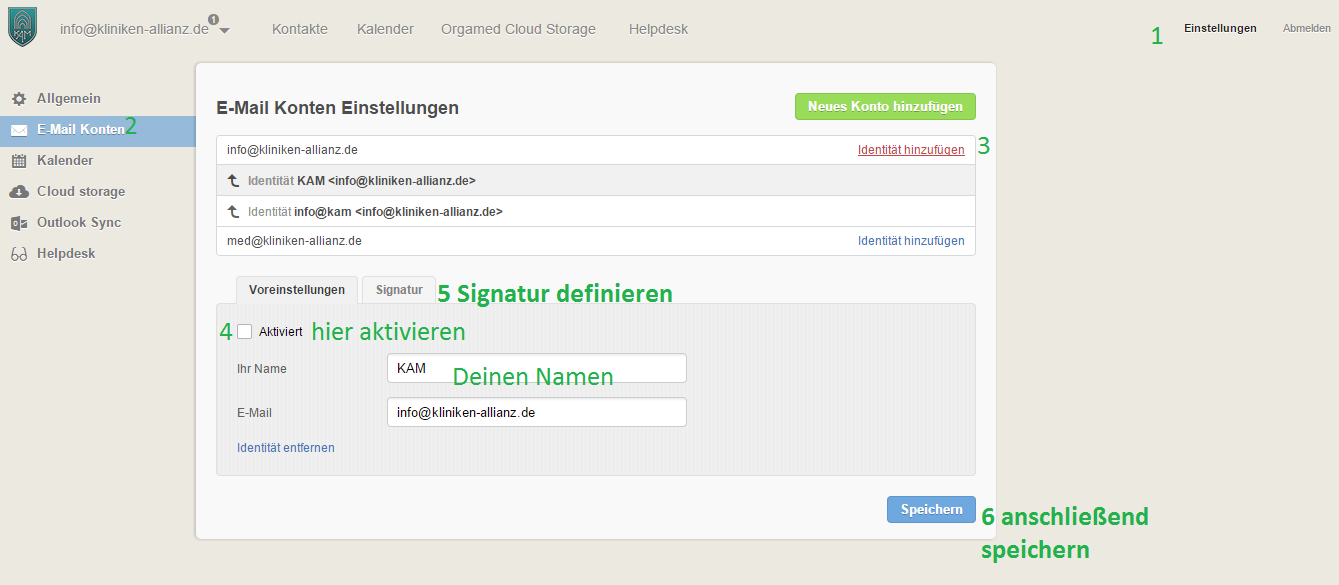 KAM
info@kliniken-allianz.de 1 Kontakte Kalender Orgamed Cloud Storage Helpdesk 1 Einstellungen Abmelden
Allgemein
E-Mail Konten 2
Kalender
Cloud storage
Outlook Sync
Helpdesk
E-Mail Konten Einstellungen Neues Konto hinzufügen
info@kliniken-allianz.de Identität hinzufügen 3
Identität KAM <info@kliniken-allianz.de>
Identität info@kam <info@kliniken-allianz.de>
med@kliniken-allianz.de Identität hinzufügen
Voreinstellungen Signatur 5 Signatur definieren
4 Aktiviert hier aktivieren
Ihr Name KAM Deinen Namen
E-Mail info@kliniken-allianz.de
Identität entfernen
Speichern 6 anschließend
speichern